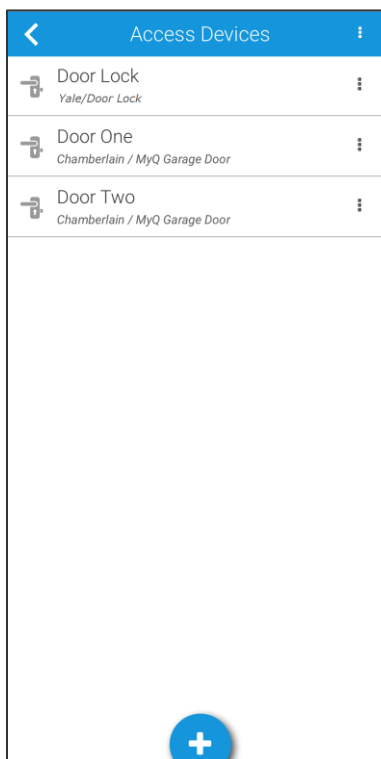 Access Devices
Door Lock
Yale/Door Lock
Door One
Chamberlain / MyQ Garage Door
Door Two
Chamberlain / MyQ Garage Door